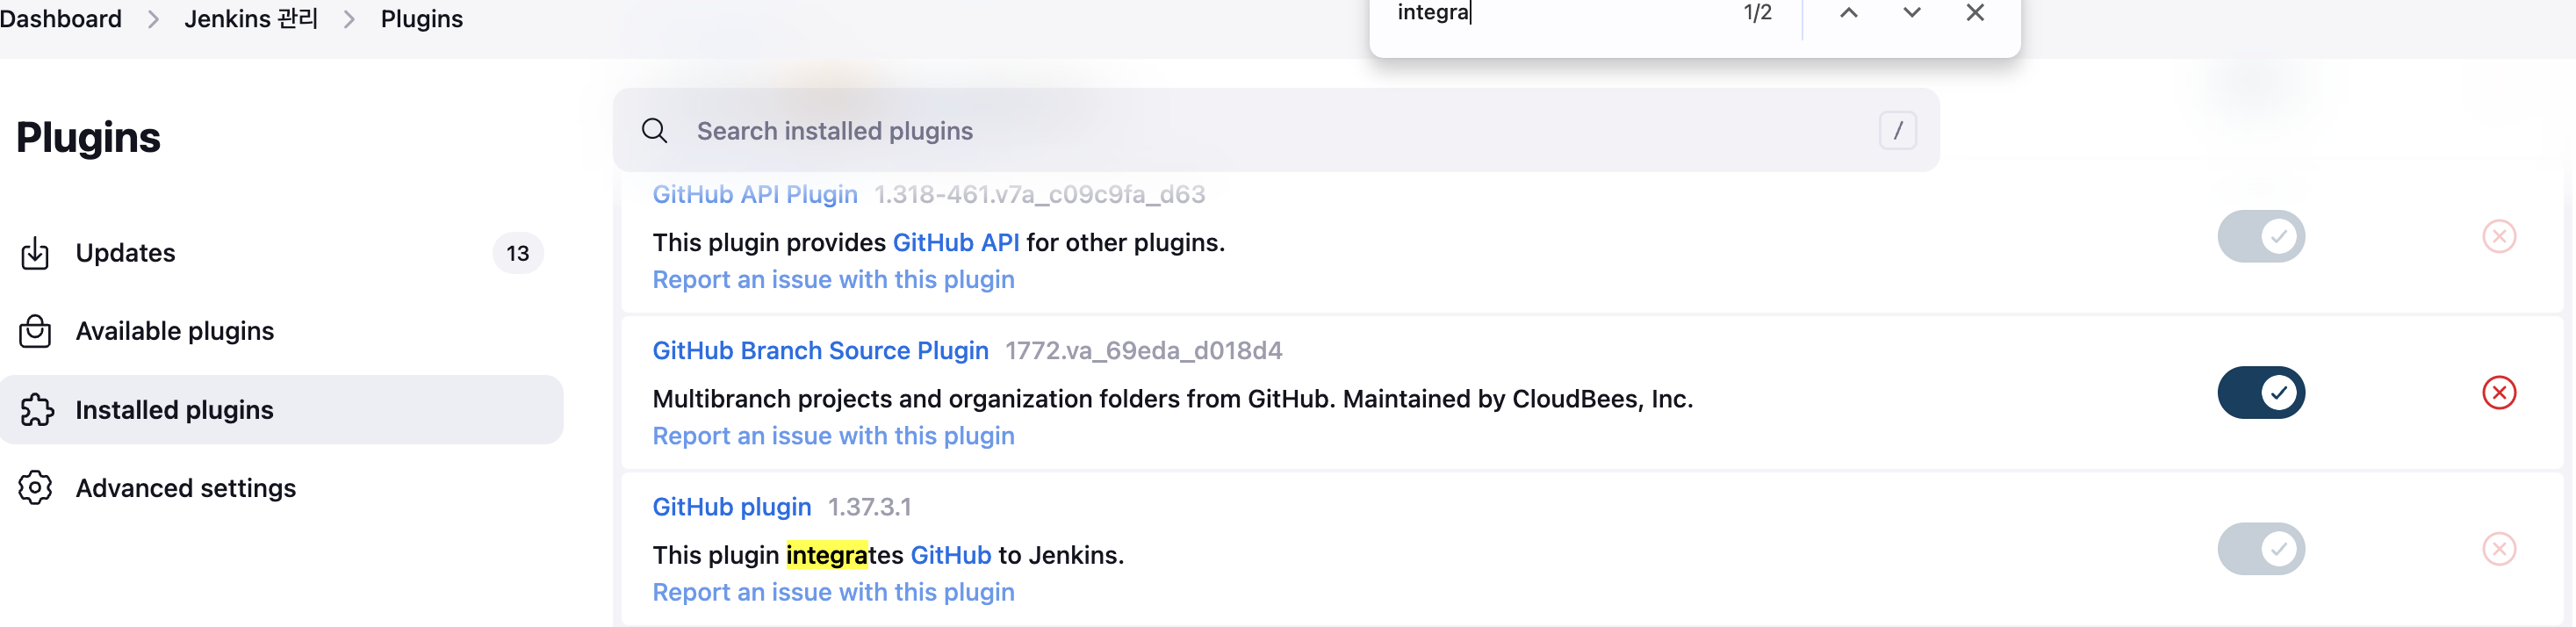 Dashboard > Jenkins 관리 > Plugins
integra 1/2
Plugins
Search installed plugins /
Updates 13
Available plugins
Installed plugins
Advanced settings
GitHub API Plugin 1.318-461.v7a_c09c9fa_d63
This plugin provides GitHub API for other plugins.
Report an issue with this plugin
GitHub Branch Source Plugin 1772.va_69eda_d018d4
Multibranch projects and organization folders from GitHub. Maintained by CloudBees, Inc.
Report an issue with this plugin
GitHub plugin 1.37.3.1
This plugin integrates GitHub to Jenkins.
Report an issue with this plugin